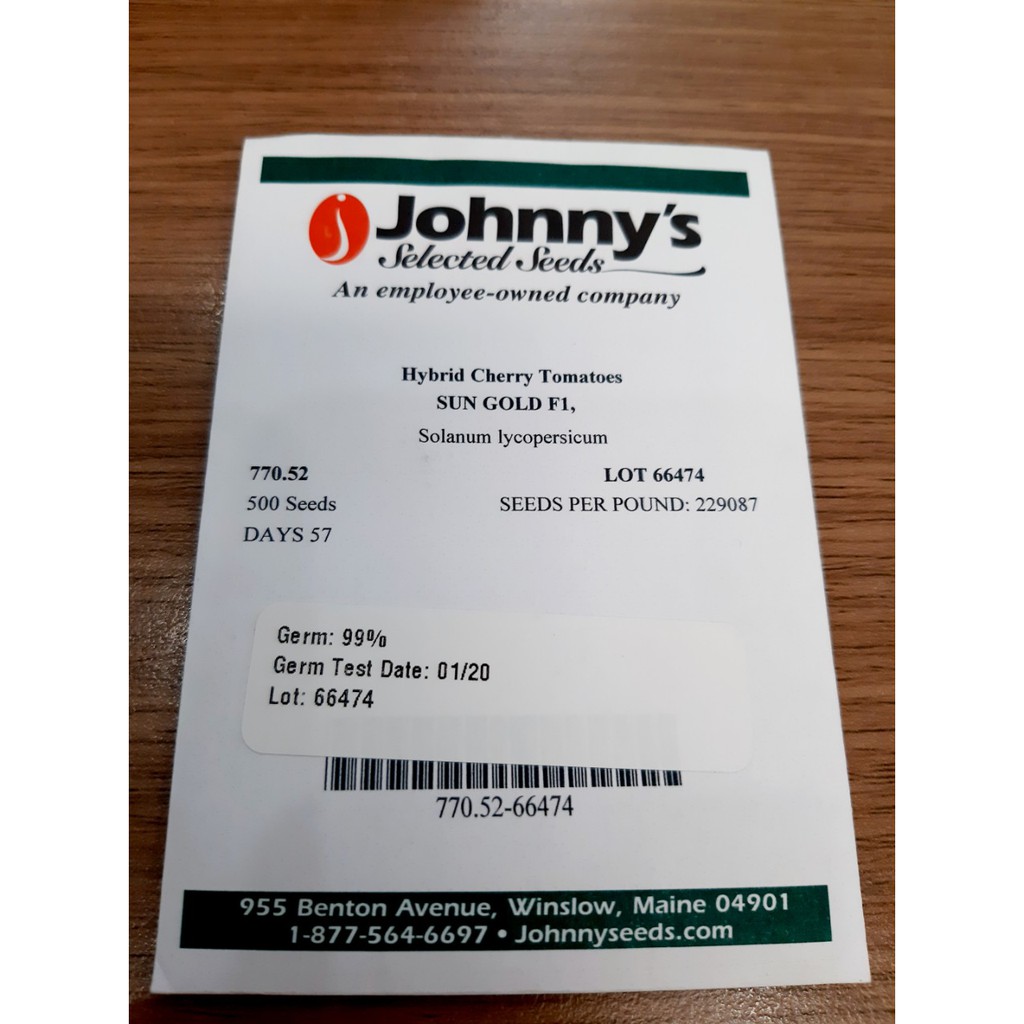 Johnny's
Selected Seeds
An employee-owned company
Hybrid Cherry Tomatoes
SUN GOLD F1,
Solanum lycopersicum
770.52 LOT 66474
500 Seeds SEEDS PER POUND: 229087
DAYS 57
Germ: 99%
Germ Test Date: 01/20
Lot: 66474
770.52-66474
955 Benton Avenue, Winslow, Maine 04901
1-877-564-6697 • Johnnyseeds.com